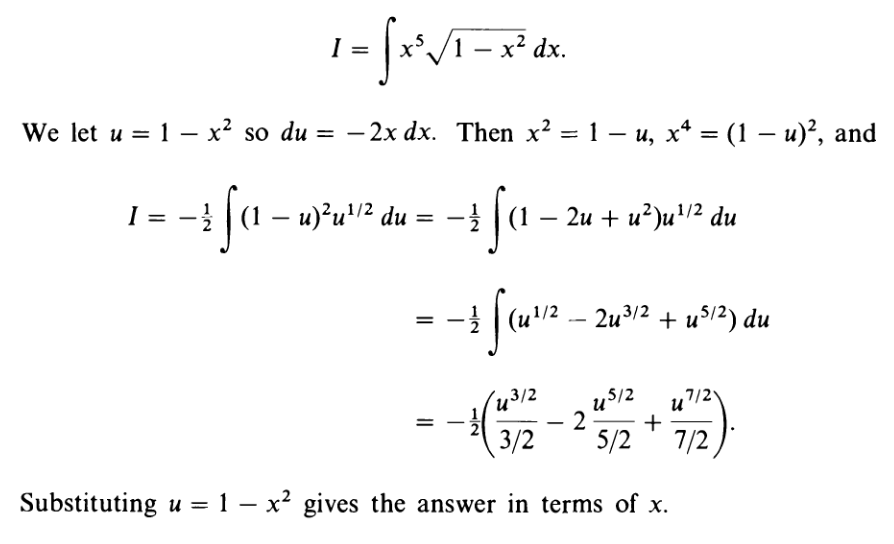 I = ∫ x⁵√(1 − x²) dx.
We let u = 1 − x² so du = −2x dx. Then x² = 1 − u, x⁴ = (1 − u)², and
I = −½ ∫ (1 − u)²u^{1/2} du = −½ ∫ (1 − 2u + u²)u^{1/2} du
= −½ ∫ (u^{1/2} − 2u^{3/2} + u^{5/2}) du
= −½(u^{3/2}/(3/2) − 2 u^{5/2}/(5/2) + u^{7/2}/(7/2)).
Substituting u = 1 − x² gives the answer in terms of x.